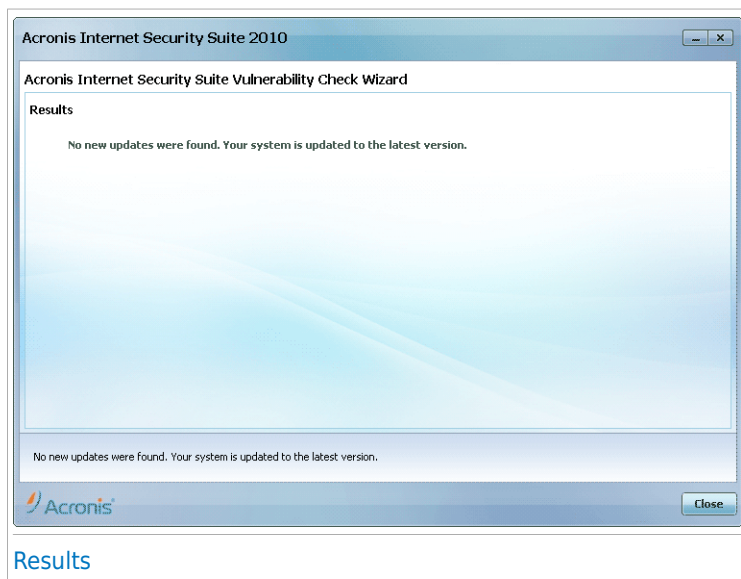 Acronis Internet Security Suite 2010
Acronis Internet Security Suite Vulnerability Check Wizard
Results
No new updates were found. Your system is updated to the latest version.
No new updates were found. Your system is updated to the latest version.
Acronis
Close
Results